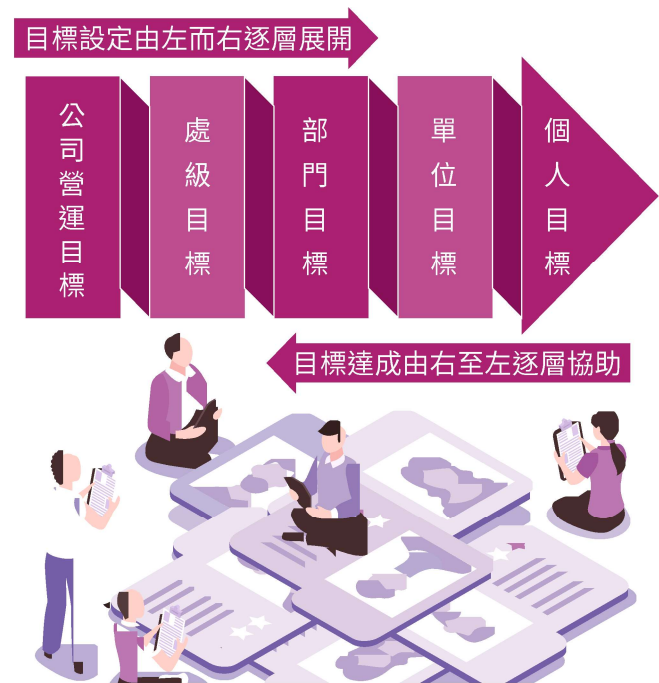 目標設定由左而右逐層展開
公司營運目標
處級目標
部門目標
單位目標
個人目標
目標達成由右至左逐層協助